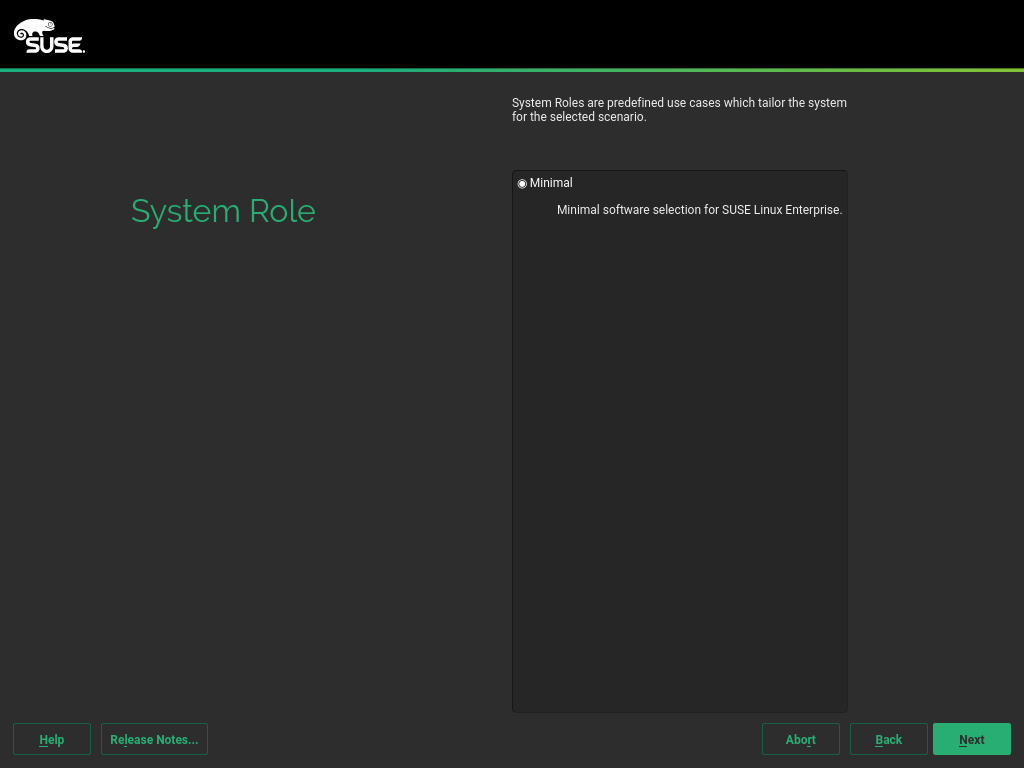 SUSE.
System Roles are predefined use cases which tailor the system
for the selected scenario.
System Role
Minimal
Minimal software selection for SUSE Linux Enterprise.
Help
Release Notes...
Abort
Back
Next